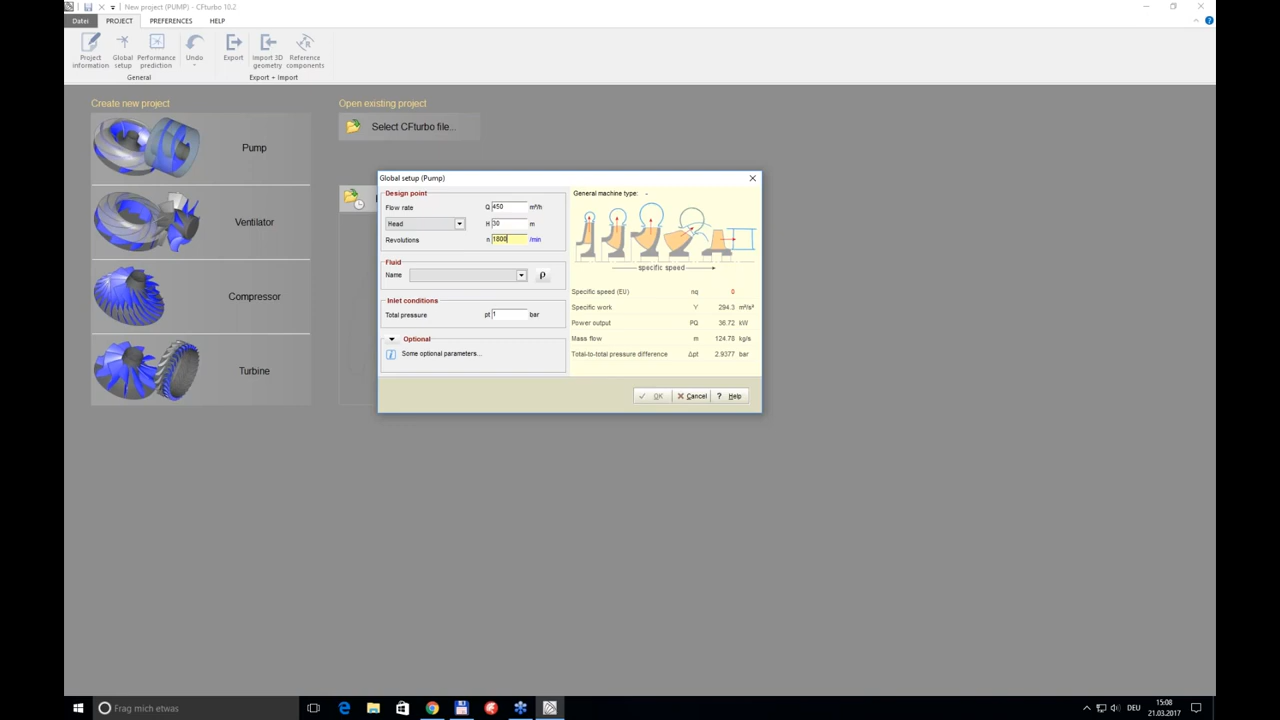 New project (PUMP) - CFturbo 10.2
Datei PROJECT PREFERENCES HELP
Project information
Global setup
Performance prediction
Undo
Export
Import 3D geometry
Reference components
General
Export + Import
Create new project
Open existing project
Pump
Select CFturbo file...
Ventilator
Compressor
Turbine
Global setup (Pump)
Design point
Flow rate Q 450 m³/h
Head H 30 m
Revolutions n 1800 /min
Fluid
Name ρ
Inlet conditions
Total pressure pt 1 bar
Optional
Some optional parameters...
General machine type: -
specific speed
Specific speed (EU) nq 0
Specific work Y 294.3 m²/s²
Power output PQ 36.72 kW
Mass flow m 124.78 kg/s
Total-to-total pressure difference Δpt 2.9377 bar
OK Cancel ? Help
Frag mich etwas
DEU
15:08
21.03.2017